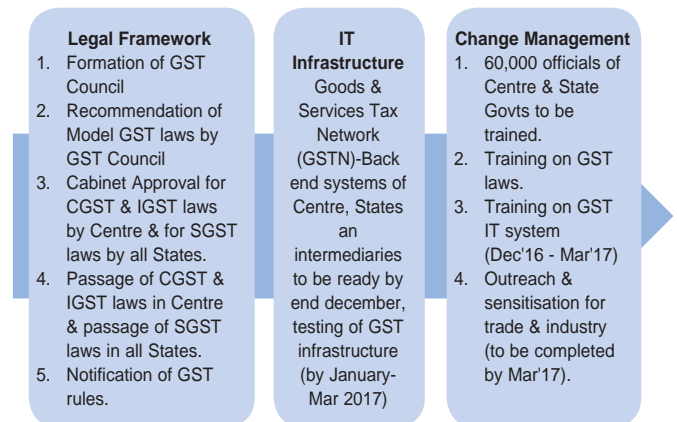 Legal Framework
1. Formation of GST
Council
2. Recommendation of
Model GST laws by
GST Council
3. Cabinet Approval for
CGST & IGST laws
by Centre & for SGST
laws by all States.
4. Passage of CGST &
IGST laws in Centre
& passage of SGST
laws in all States.
5. Notification of GST
rules.
IT
Infrastructure
Goods &
Services Tax
Network
(GSTN)-Back
end systems of
Centre, States
an
intermediaries
to be ready by
end december,
testing of GST
infrastructure
(by January-
Mar 2017)
Change Management
1. 60,000 officials of
Centre & State
Govts to be
trained.
2. Training on GST
laws.
3. Training on GST
IT system
(Dec'16 - Mar'17)
4. Outreach &
sensitisation for
trade & industry
(to be completed
by Mar'17).